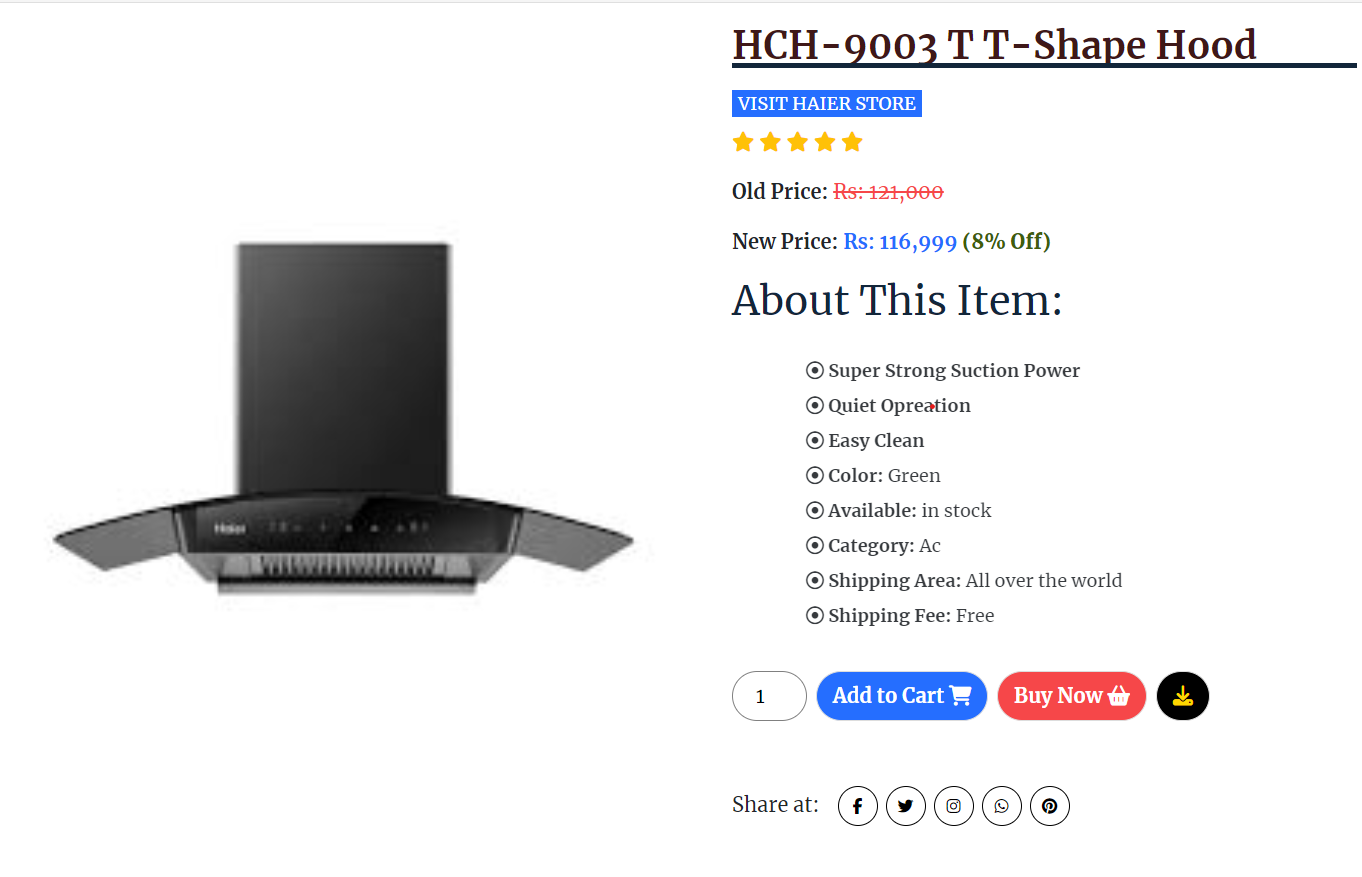 HCH-9003 T T-Shape Hood
VISIT HAIER STORE
Old Price: Rs: 121,000
New Price: Rs: 116,999 (8% Off)
About This Item:
Super Strong Suction Power
Quiet Opreation
Easy Clean
Color: Green
Available: in stock
Category: Ac
Shipping Area: All over the world
Shipping Fee: Free
1 Add to Cart Buy Now
Share at:
Haier